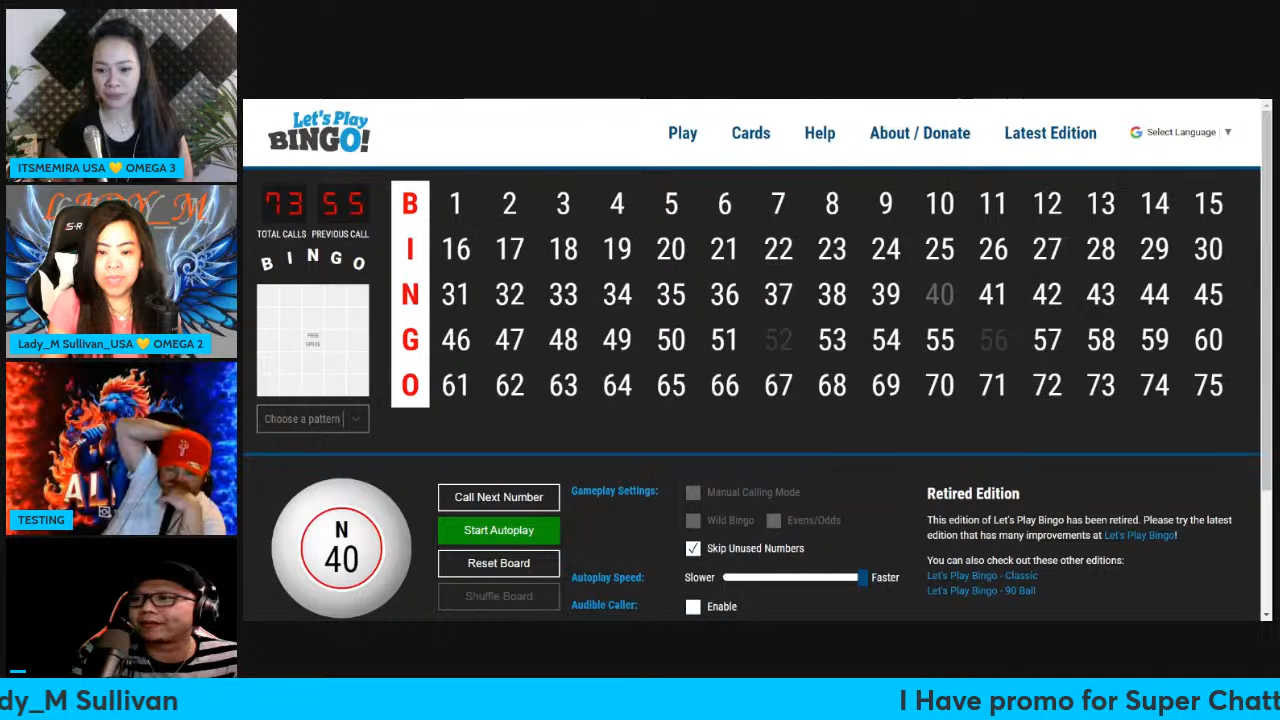 ITSMEMIRA USA 💛 OMEGA 3
LADY_M
Lady_M Sullivan_USA 💛 OMEGA 2
AL
TESTING
Let's Play
BINGO!
Play Cards Help About / Donate Latest Edition Select Language ▼
73 55
TOTAL CALLS PREVIOUS CALL
B I N G O
FREE
SPACE
Choose a pattern
B 1 2 3 4 5 6 7 8 9 10 11 12 13 14 15
I 16 17 18 19 20 21 22 23 24 25 26 27 28 29 30
N 31 32 33 34 35 36 37 38 39 40 41 42 43 44 45
G 46 47 48 49 50 51 52 53 54 55 56 57 58 59 60
O 61 62 63 64 65 66 67 68 69 70 71 72 73 74 75
N
40
Call Next Number
Start Autoplay
Reset Board
Shuffle Board
Gameplay Settings:
Manual Calling Mode
Wild Bingo Evens/Odds
Skip Unused Numbers
Autoplay Speed: Slower Faster
Audible Caller: Enable
Retired Edition
This edition of Let's Play Bingo has been retired. Please try the latest
edition that has many improvements at Let's Play Bingo!
You can also check out these other editions:
Let's Play Bingo - Classic
Let's Play Bingo - 90 Ball
dy_M Sullivan I Have promo for Super Chatt